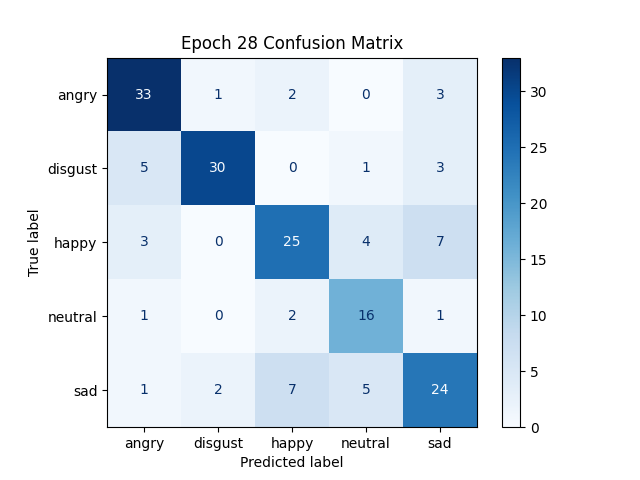 Epoch 28 Confusion Matrix
True label
angry 33 1 2 0 3
disgust 5 30 0 1 3
happy 3 0 25 4 7
neutral 1 0 2 16 1
sad 1 2 7 5 24
angry disgust happy neutral sad
Predicted label
30
25
20
15
10
5
0